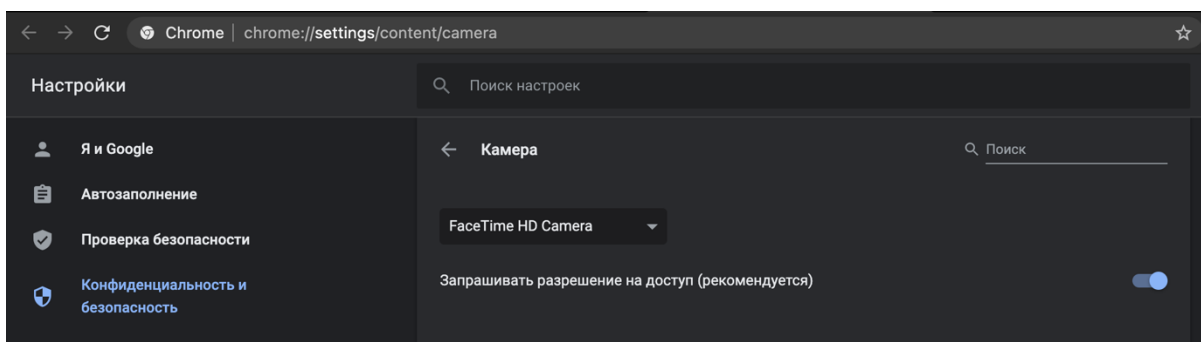 Chrome | chrome://settings/content/camera
Настройки
Поиск настроек
Я и Google
Автозаполнение
Проверка безопасности
Конфиденциальность и
безопасность
Камера
Поиск
FaceTime HD Camera
Запрашивать разрешение на доступ (рекомендуется)